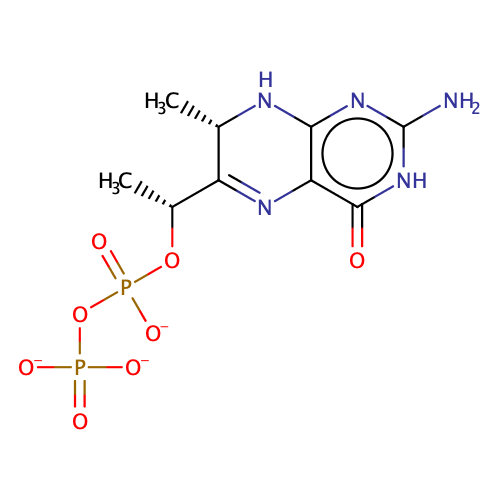 H
H₃C N N NH₂
H₃C N NH
O O O
P
O O⁻
O⁻ P O⁻
O